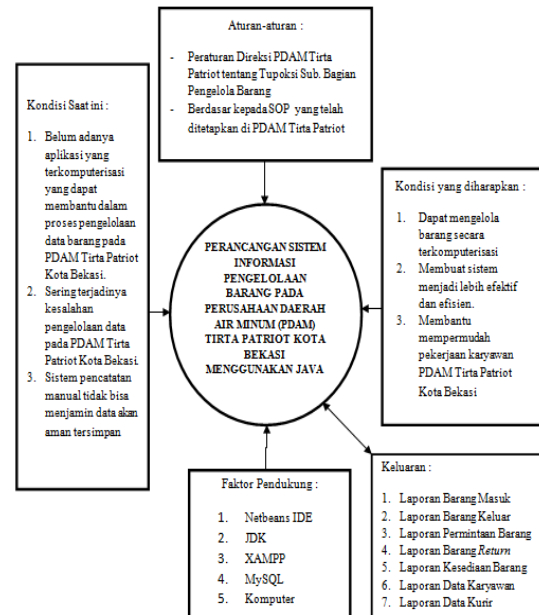 Aturan-aturan :
- Peraturan Direksi PDAM Tirta
Patriot tentang Tupoksi Sub. Bagian
Pengelola Barang
- Berdasar kepada SOP yang telah
ditetapkan di PDAM Tirta Patriot
Kondisi Saat ini :
1. Belum adanya
aplikasi yang
terkomputerisasi
yang dapat
membantu dalam
proses pengelolaan
data barang pada
PDAM Tirta Patriot
Kota Bekasi.
2. Sering terjadinya
kesalahan
pengelolaan data
pada PDAM Tirta
Patriot Kota Bekasi.
3. Sistem pencatatan
manual tidak bisa
menjamin data akan
aman tersimpan
PERANCANGAN SISTEM
INFORMASI
PENGELOLAAN
BARANG PADA
PERUSAHAAN DAERAH
AIR MINUM (PDAM)
TIRTA PATRIOT KOTA
BEKASI
MENGGUNAKAN JAVA
Kondisi yang diharapkan :
1. Dapat mengelola
barang secara
terkomputerisasi
2. Membuat sistem
menjadi lebih efektif
dan efisien.
3. Membantu
mempermudah
pekerjaan karyawan
PDAM Tirta Patriot
Kota Bekasi
Faktor Pendukung :
1. Netbeans IDE
2. JDK
3. XAMPP
4. MySQL
5. Komputer
Keluaran :
1. Laporan Barang Masuk
2. Laporan Barang Keluar
3. Laporan Permintaan Barang
4. Laporan Barang Return
5. Laporan Kesediaan Barang
6. Laporan Data Karyawan
7. Laporan Data Kurir